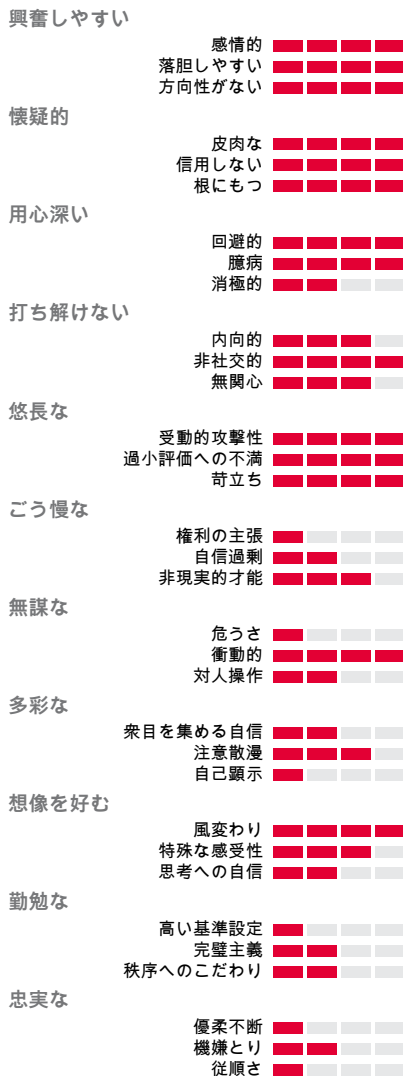 興奮しやすい
感情的
落胆しやすい
方向性がない
懐疑的
皮肉な
信用しない
根にもつ
用心深い
回避的
臆病
消極的
打ち解けない
内向的
非社交的
無関心
悠長な
受動的攻撃性
過小評価への不満
苛立ち
ごう慢な
権利の主張
自信過剰
非現実的才能
無謀な
危うさ
衝動的
対人操作
多彩な
衆目を集める自信
注意散漫
自己顕示
想像を好む
風変わり
特殊な感受性
思考への自信
勤勉な
高い基準設定
完璧主義
秩序へのこだわり
忠実な
優柔不断
機嫌とり
従順さ